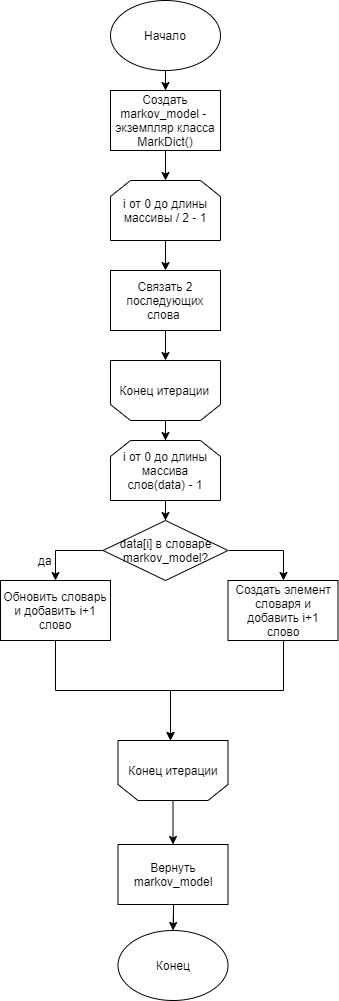 Начало
Создать
markov_model -
экземпляр класса
MarkDict()
i от 0 до длины
массивы / 2 - 1
Связать 2
последующих
слова
Конец итерации
i от 0 до длины
массива
слов(data) - 1
data[i] в словаре
markov_model?
да
Обновить словарь
и добавить i+1
слово
Создать элемент
словаря и
добавить i+1
слово
Конец итерации
Вернуть
markov_model
Конец